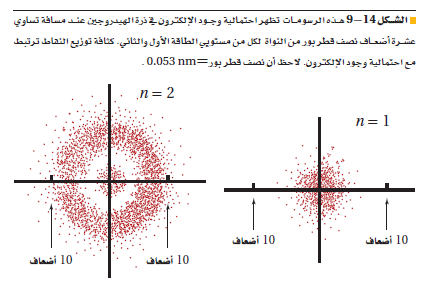 الشكل 14–9 هذه الرسومات تظهر احتمالية وجود الإلكترون في ذرة الهيدروجين عند مسافة تساوي
عشرة أضعاف نصف قطر بور من النواة لكل من مستويي الطاقة الأول والثاني. كثافة توزيع النقاط ترتبط
مع احتمالية وجود الإلكترون. لاحظ أن نصف قطر بور = 0.053 nm .
n = 2
n = 1
10 أضعاف
10 أضعاف
10 أضعاف
10 أضعاف